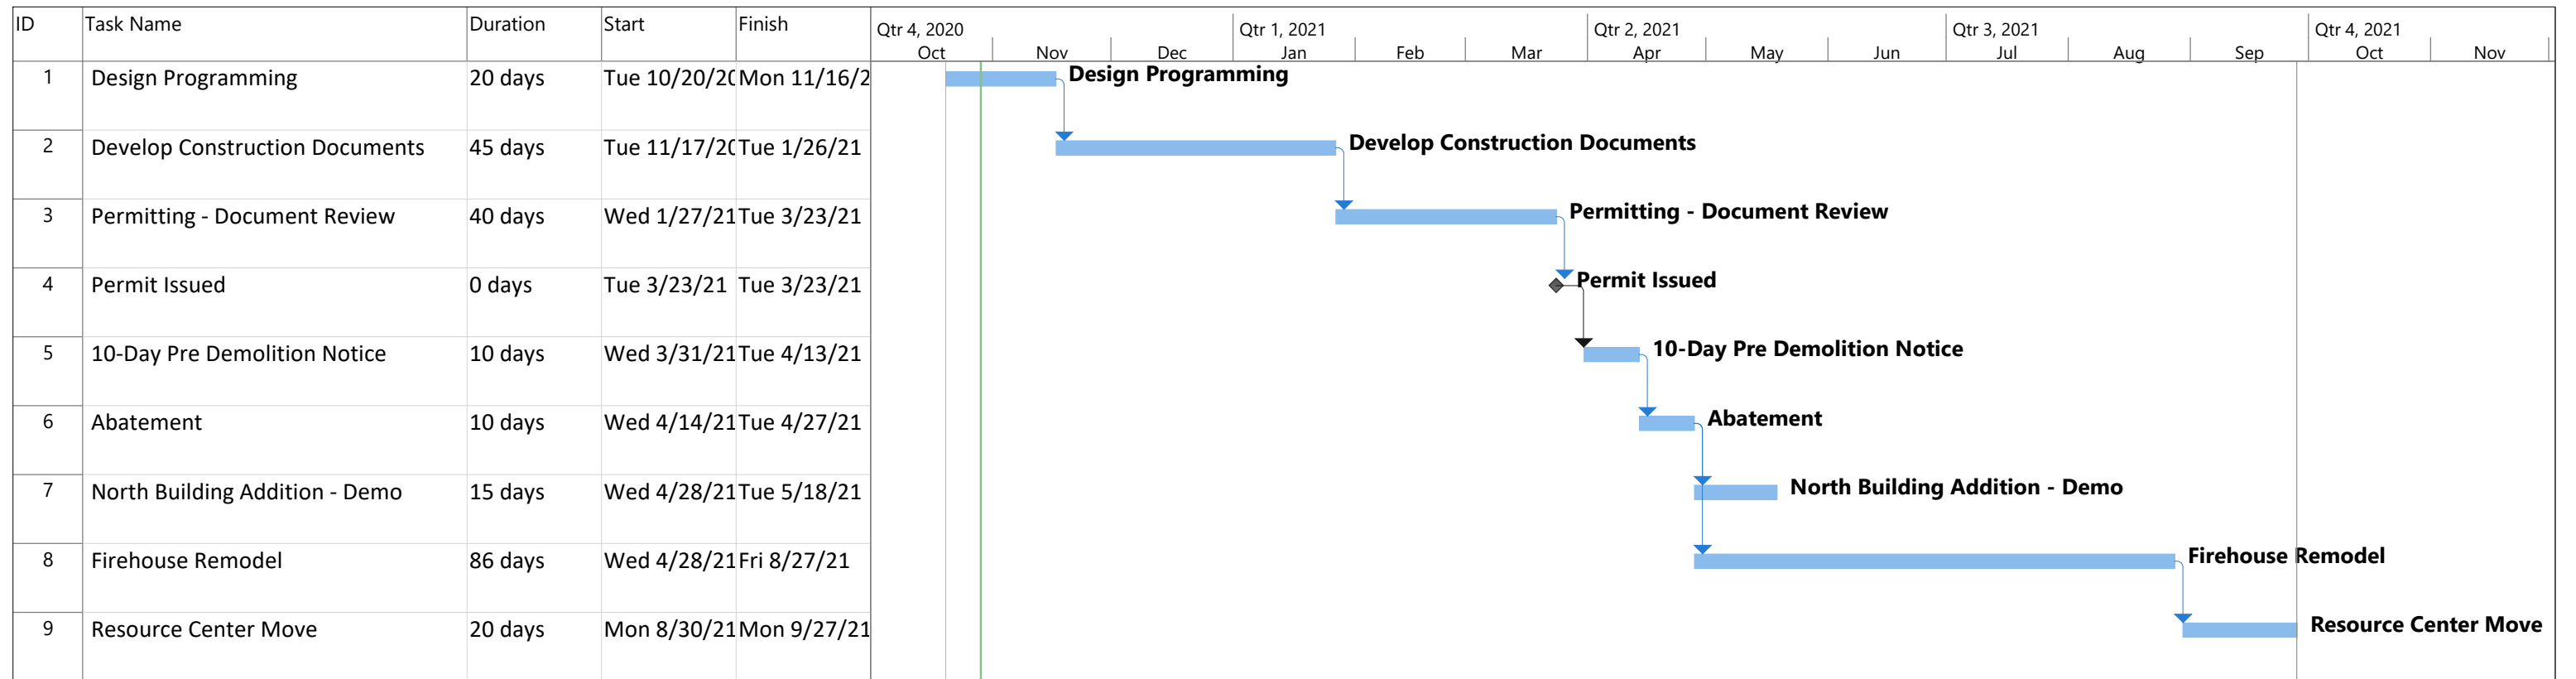 ID Task Name Duration Start Finish Qtr 4, 2020 Qtr 1, 2021 Qtr 2, 2021 Qtr 3, 2021 Qtr 4, 2021
Oct Nov Dec Jan Feb Mar Apr May Jun Jul Aug Sep Oct Nov
1 Design Programming 20 days Tue 10/20/20 Mon 11/16/2 Design Programming
2 Develop Construction Documents 45 days Tue 11/17/20 Tue 1/26/21 Develop Construction Documents
3 Permitting - Document Review 40 days Wed 1/27/21 Tue 3/23/21 Permitting - Document Review
4 Permit Issued 0 days Tue 3/23/21 Tue 3/23/21 Permit Issued
5 10-Day Pre Demolition Notice 10 days Wed 3/31/21 Tue 4/13/21 10-Day Pre Demolition Notice
6 Abatement 10 days Wed 4/14/21 Tue 4/27/21 Abatement
7 North Building Addition - Demo 15 days Wed 4/28/21 Tue 5/18/21 North Building Addition - Demo
8 Firehouse Remodel 86 days Wed 4/28/21 Fri 8/27/21 Firehouse Remodel
9 Resource Center Move 20 days Mon 8/30/21 Mon 9/27/21 Resource Center Move